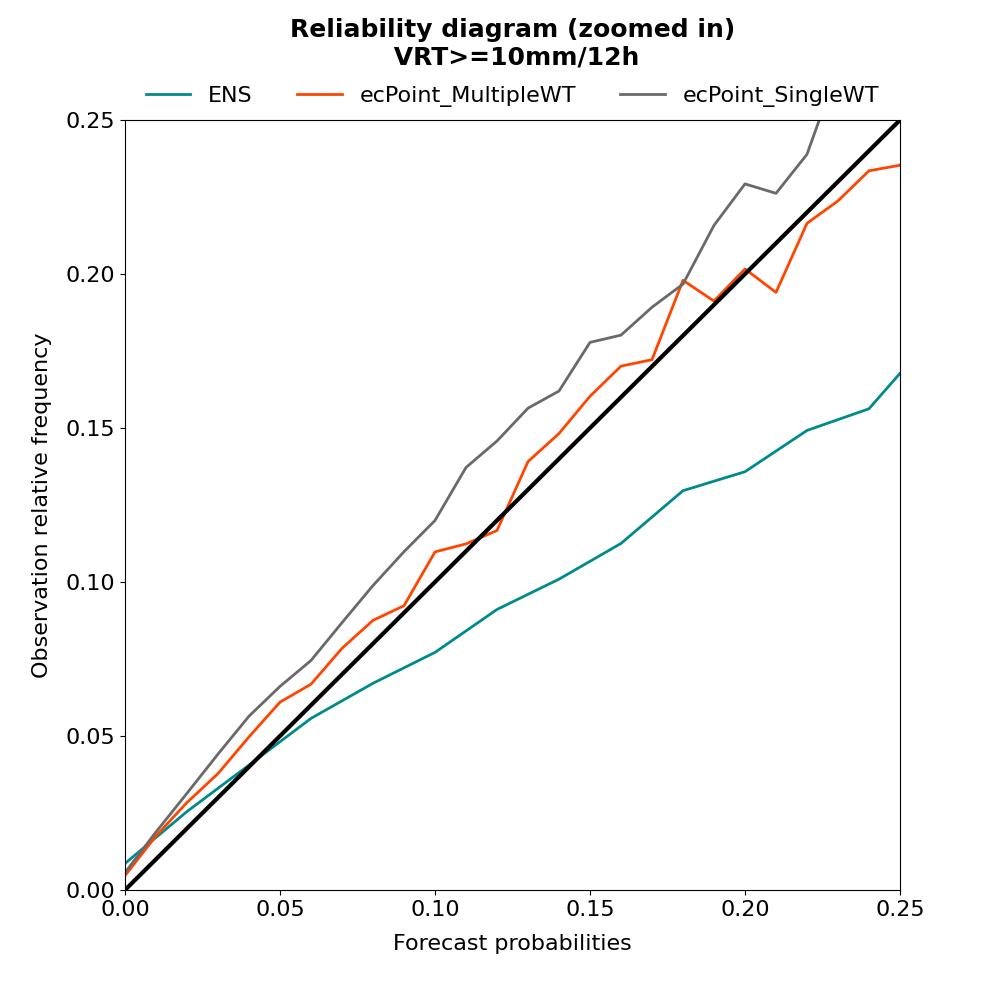 Reliability diagram (zoomed in)
VRT>=10mm/12h
ENS ecPoint_MultipleWT ecPoint_SingleWT
0.25
0.20
0.15
0.10
0.05
0.00
Observation relative frequency
0.00 0.05 0.10 0.15 0.20 0.25
Forecast probabilities